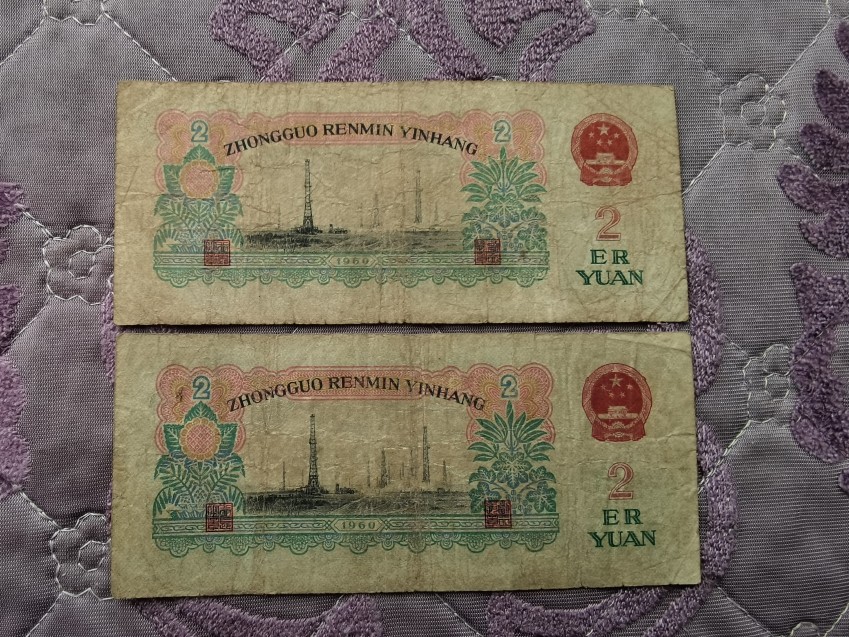 2 ZHONGGUO RENMIN YINHANG 2
2
ER
YUAN
1960
2 ZHONGGUO RENMIN YINHANG 2
2
ER
YUAN
1960